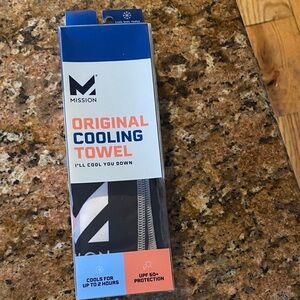 MISSION
ORIGINAL
COOLING
TOWEL
I'LL COOL YOU DOWN
COOLS FOR
UP TO 2 HOURS
UPF 50+
PROTECTION